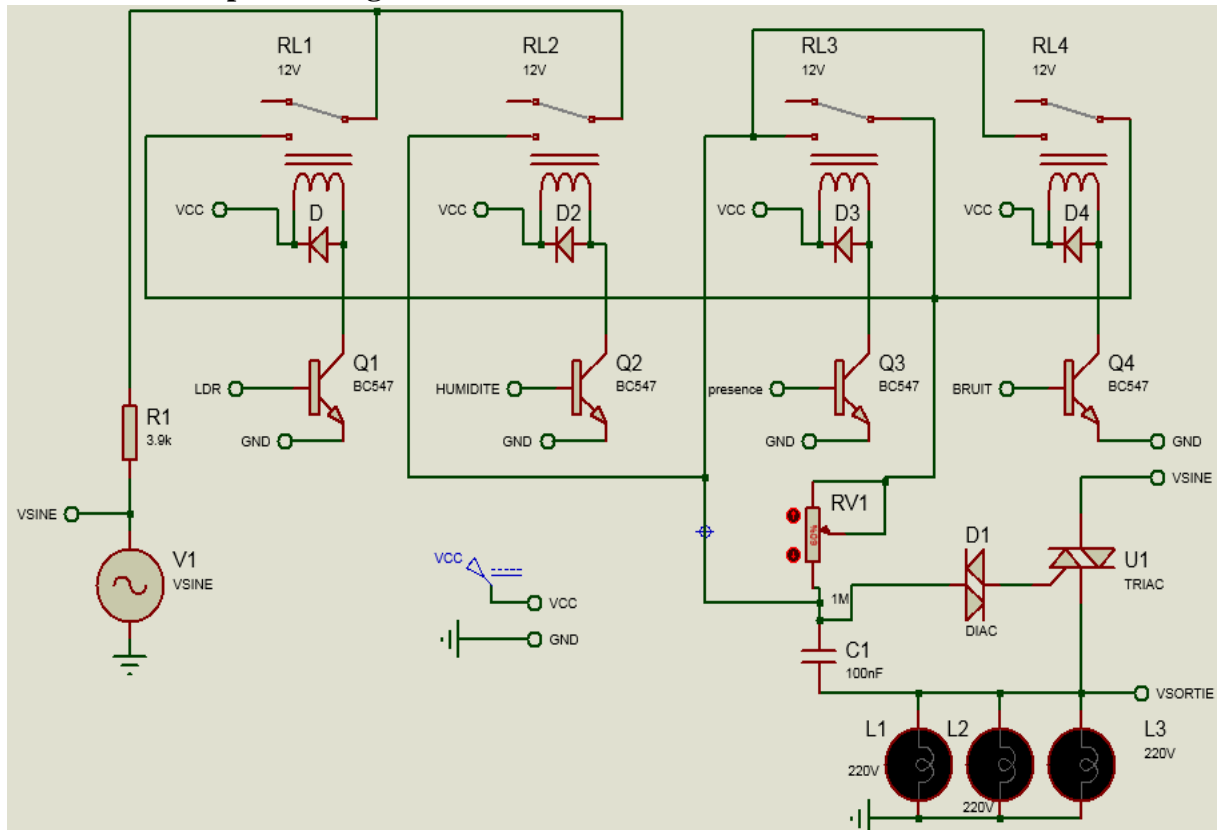 RL1
12V
RL2
12V
RL3
12V
RL4
12V
VCC
D
VCC
D2
VCC
D3
VCC
D4
LDR
Q1
BC547
HUMIDITE
Q2
BC547
presence
Q3
BC547
BRUIT
Q4
BC547
R1
3.9k
GND
GND
GND
GND
VSINE
VSINE
V1
VSINE
VCC
VCC
GND
RV1
60%
1M
D1
DIAC
U1
TRIAC
C1
100nF
VSORTIE
L1
220V
L2
220V
L3
220V